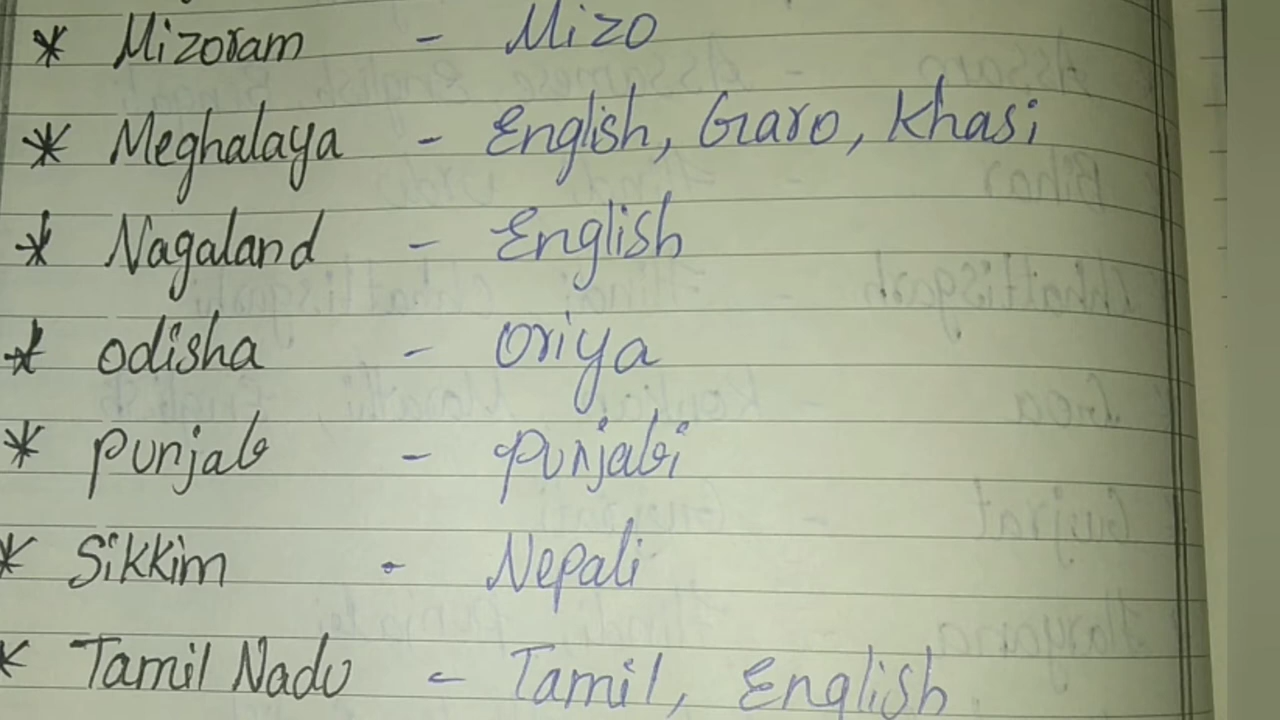 * Mizoram - Mizo
* Meghalaya - English, Garo, Khasi
* Nagaland - English
* odisha - oriya
* punjab - punjabi
* Sikkim - Nepali
* Tamil Nadu - Tamil, English